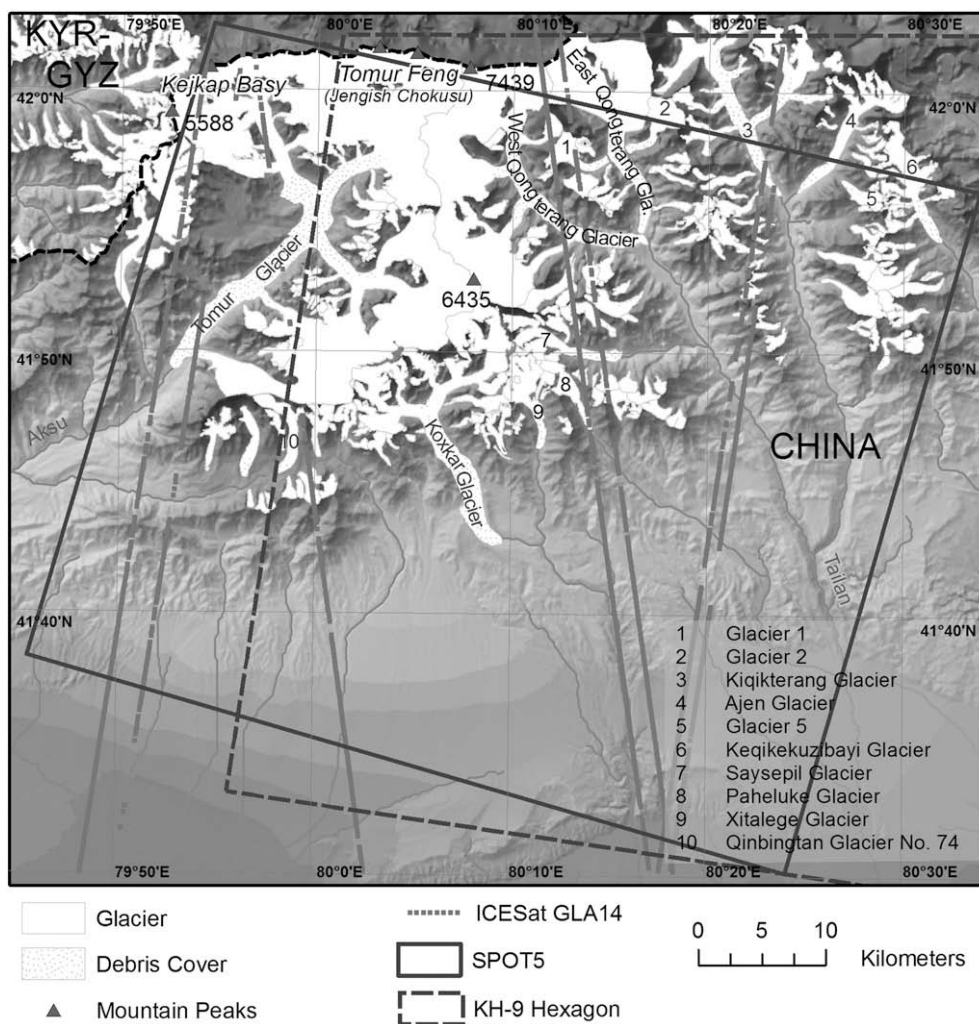 79°50'E 80°0'E 80°10'E 80°20'E 80°30'E
KYR-
GYZ
Kejkap Basy
5588
Tomur Feng
(Jengish Chokusu)
7439
42°0'N
42°0'N
East Qongterang Gla.
West Qongterang Glacier
1
2
3
4
5
6
Tomur Glacier
6435
41°50'N
41°50'N
7
8
9
10
Aksu
Koxkar Glacier
CHINA
Tailan
41°40'N
41°40'N
1 Glacier 1
2 Glacier 2
3 Kiqikterang Glacier
4 Ajen Glacier
5 Glacier 5
6 Keqikekuzibayi Glacier
7 Saysepil Glacier
8 Paheluke Glacier
9 Xitalege Glacier
10 Qinbingtan Glacier No. 74
79°50'E 80°0'E 80°10'E 80°20'E 80°30'E
Glacier
Debris Cover
Mountain Peaks
ICESat GLA14
SPOT5
KH-9 Hexagon
0 5 10
Kilometers